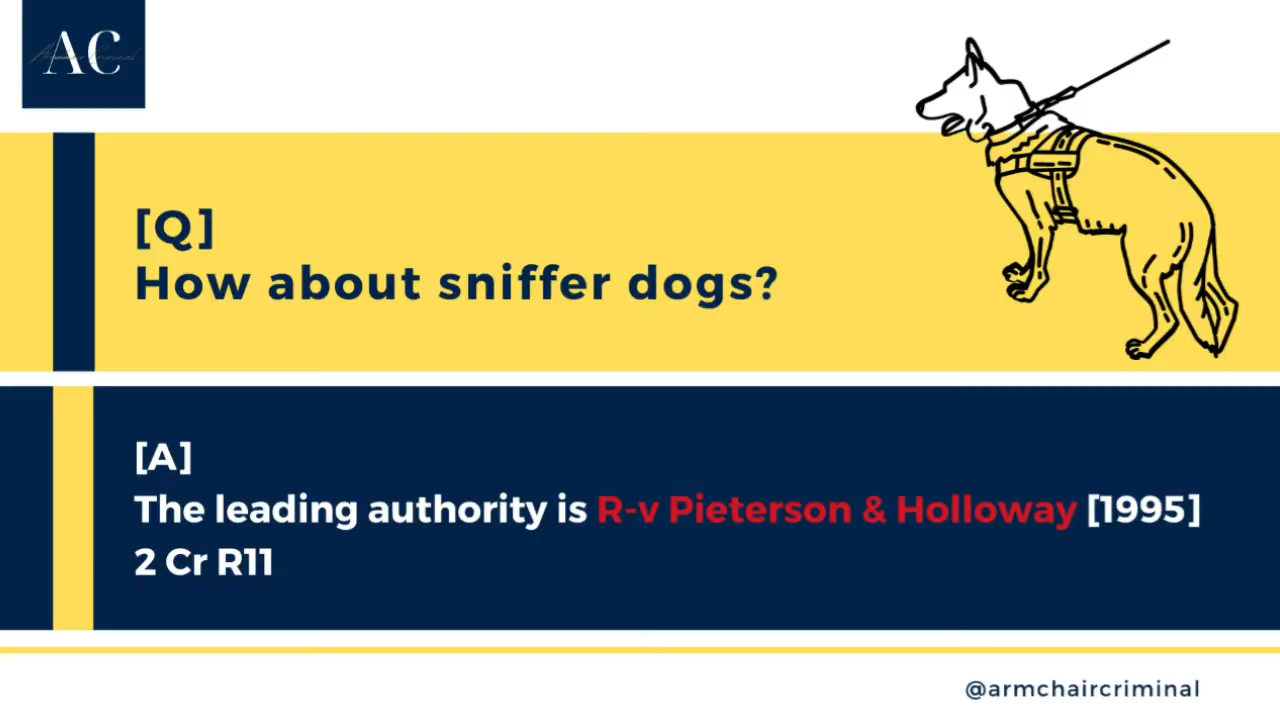 AC
[Q]
How about sniffer dogs?
[A]
The leading authority is R-v Pieterson & Holloway [1995]
2 Cr R11
@armchaircriminal